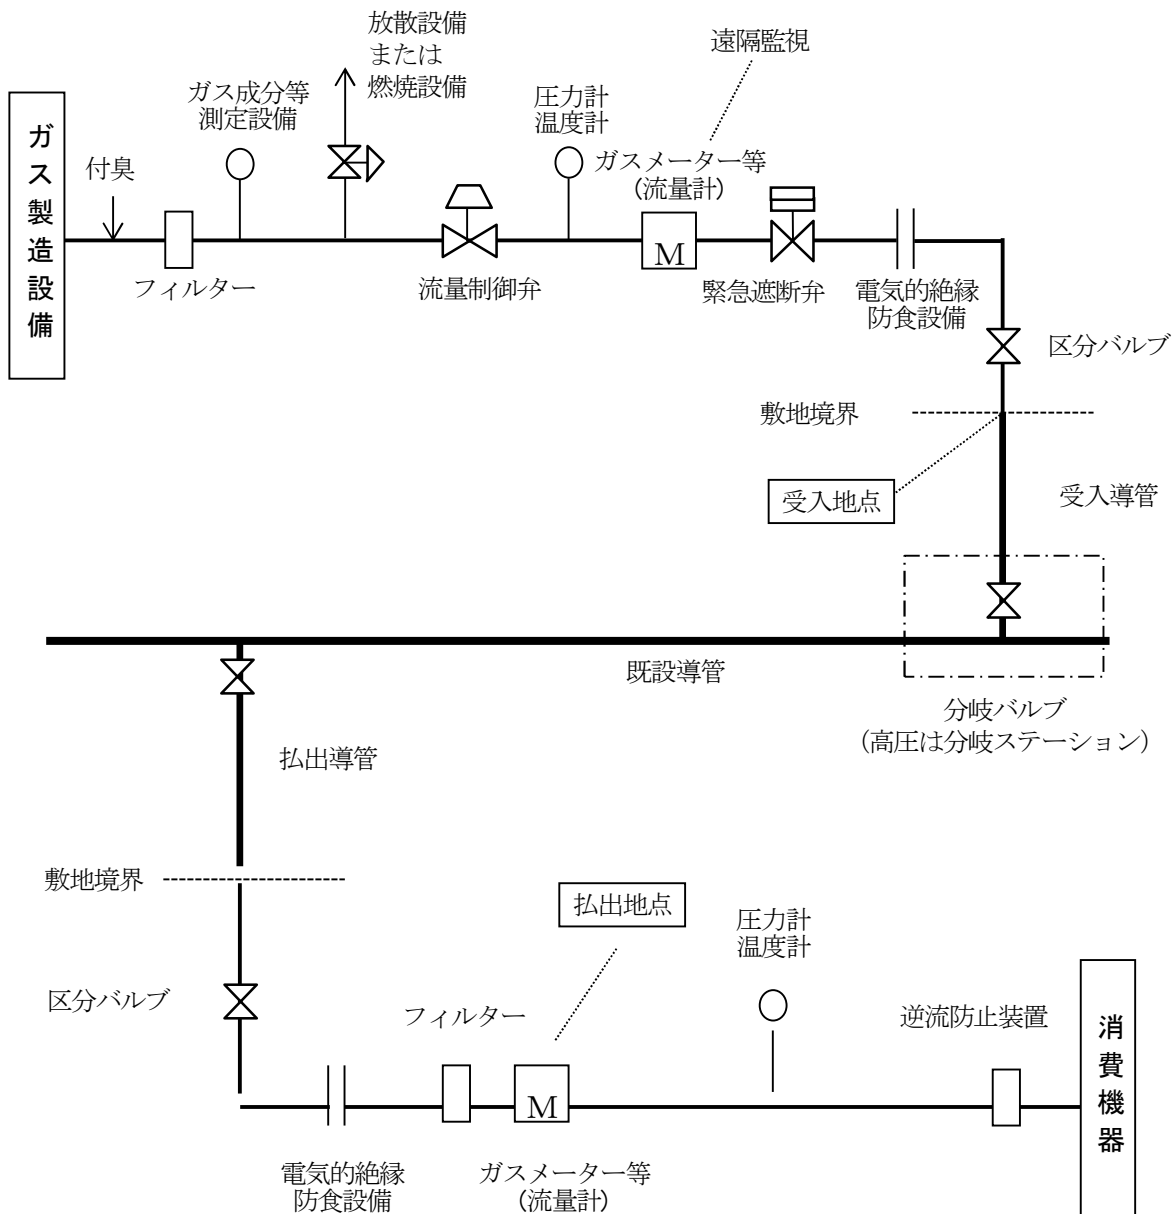 放散設備
または
燃焼設備
遠隔監視
ガス成分等
測定設備
圧力計
温度計
ガス製造設備
付臭
ガスメーター等
(流量計)
M
フィルター
流量制御弁
緊急遮断弁
電気的絶縁
防食設備
区分バルブ
敷地境界
受入地点
受入導管
既設導管
分岐バルブ
(高圧は分岐ステーション)
払出導管
敷地境界
払出地点
圧力計
温度計
区分バルブ
フィルター
逆流防止装置
消費機器
M
電気的絶縁
防食設備
ガスメーター等
(流量計)